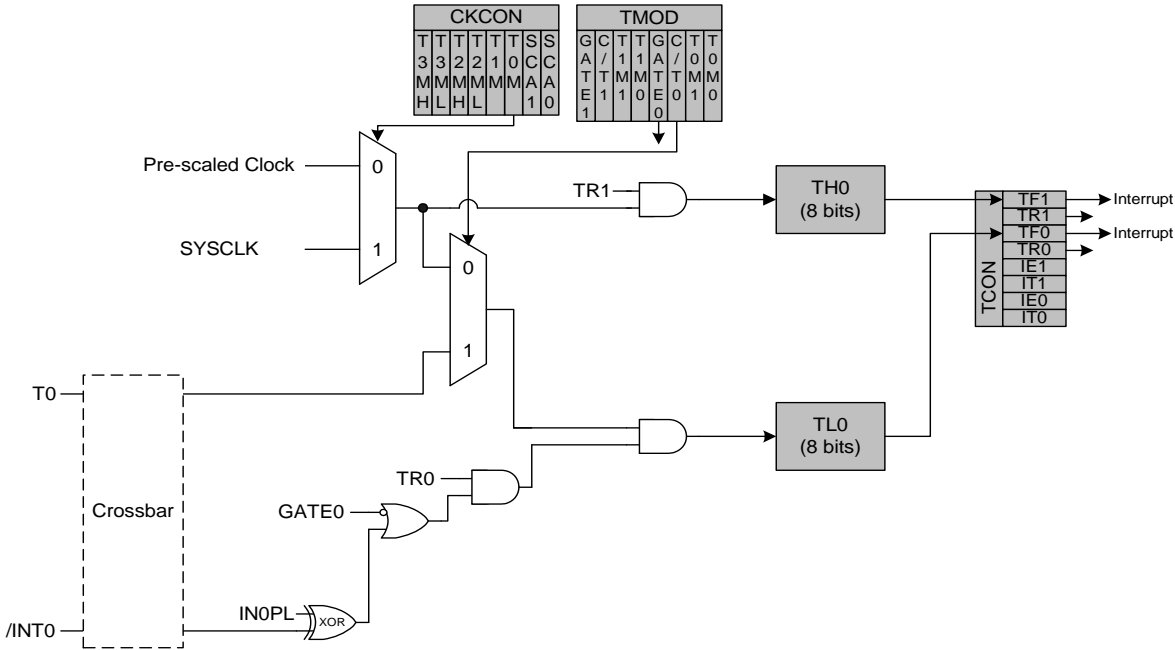 CKCON
T3MH
T3ML
T2MH
T2ML
T1M
T0M
SCA1
SCA0
TMOD
GATE1
C/T1
T1M1
T1M0
GATE0
C/T0
T0M1
T0M0
Pre-scaled Clock
0
SYSCLK
1
TR1
TH0
(8 bits)
TCON
TF1
TR1
TF0
TR0
IE1
IT1
IE0
IT0
Interrupt
Interrupt
0
1
T0
Crossbar
TL0
(8 bits)
TR0
GATE0
IN0PL
XOR
/INT0